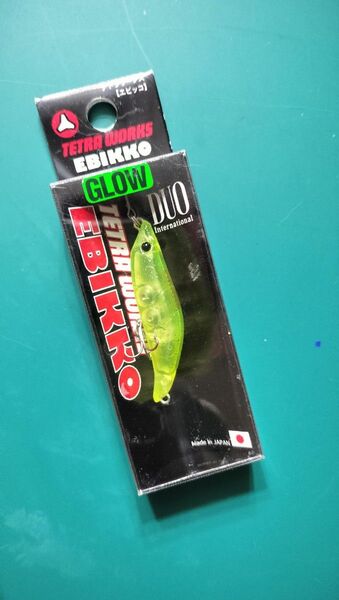 [エビッコ]
TETRA WORKS
EBIKKO
GLOW
DUO
International
TETRA WORKS
EBIKKO
Made in JAPAN